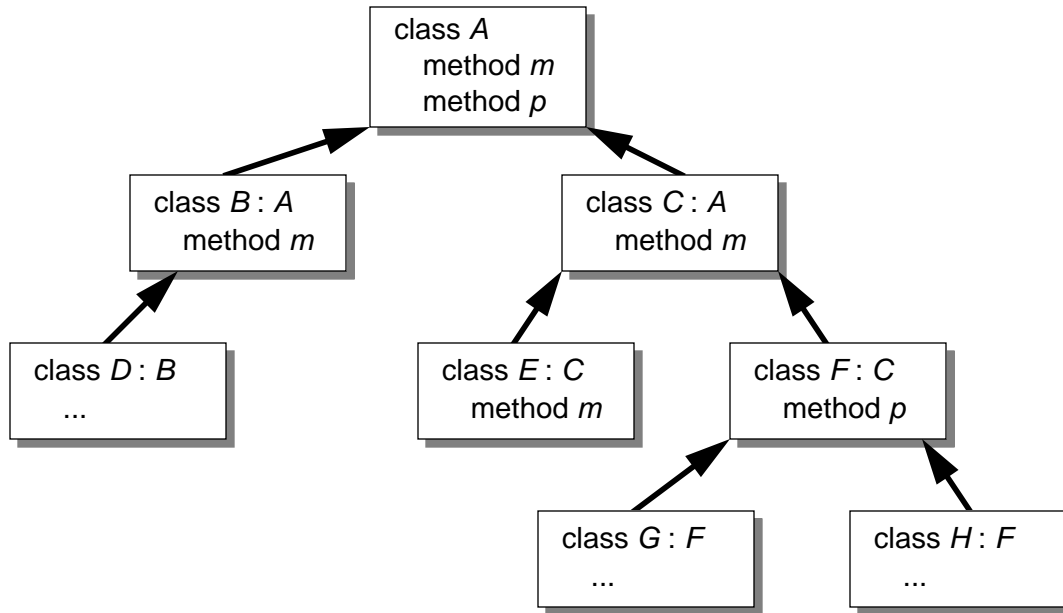 class A
method m
method p
class B : A
method m
class C : A
method m
class D : B
...
class E : C
method m
class F : C
method p
class G : F
...
class H : F
...